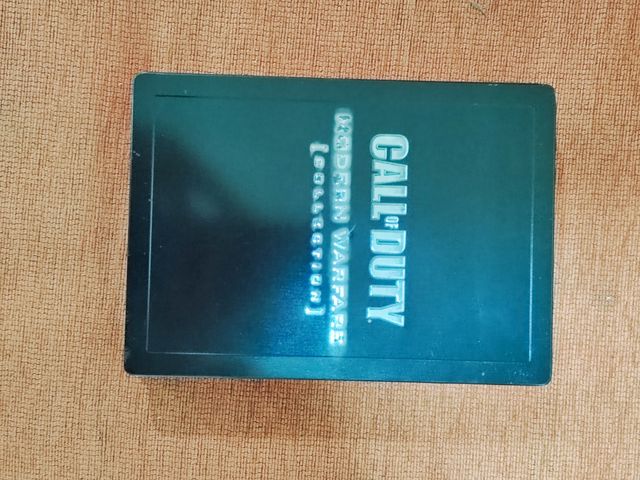 CALL OF DUTY
MODERN WARFARE
[COLLECTION]